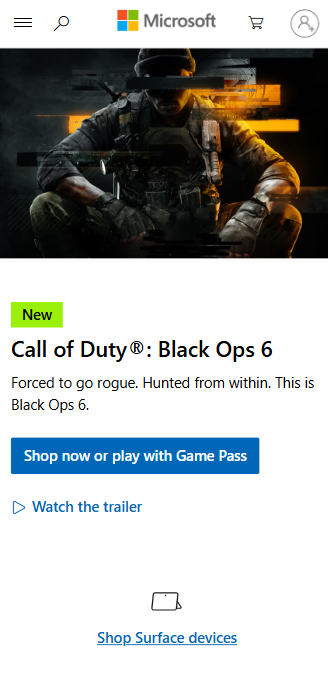 Microsoft
New
Call of Duty®: Black Ops 6
Forced to go rogue. Hunted from within. This is
Black Ops 6.
Shop now or play with Game Pass
Watch the trailer
Shop Surface devices